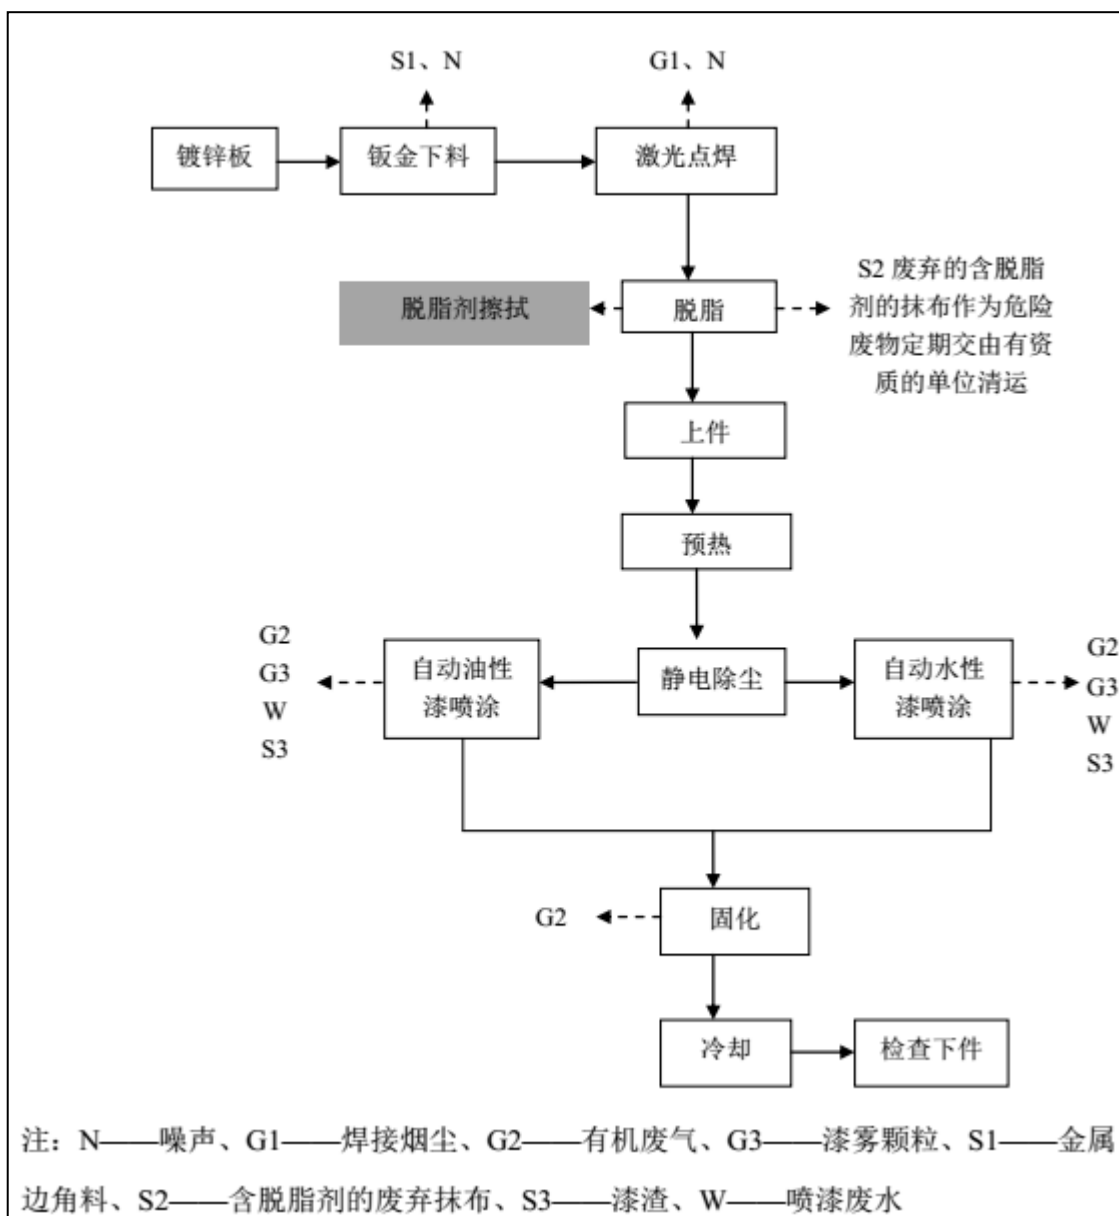 S1、N
G1、N
镀锌板
钣金下料
激光点焊
脱脂剂擦拭
脱脂
S2 废弃的含脱脂
剂的抹布作为危险
废物定期交由有资
质的单位清运
上件
预热
G2
G3
W
S3
自动油性
漆喷涂
静电除尘
自动水性
漆喷涂
G2
G3
W
S3
G2
固化
冷却
检查下件
注：N——噪声、G1——焊接烟尘、G2——有机废气、G3——漆雾颗粒、S1——金属
边角料、S2——含脱脂剂的废弃抹布、S3——漆渣、W——喷漆废水